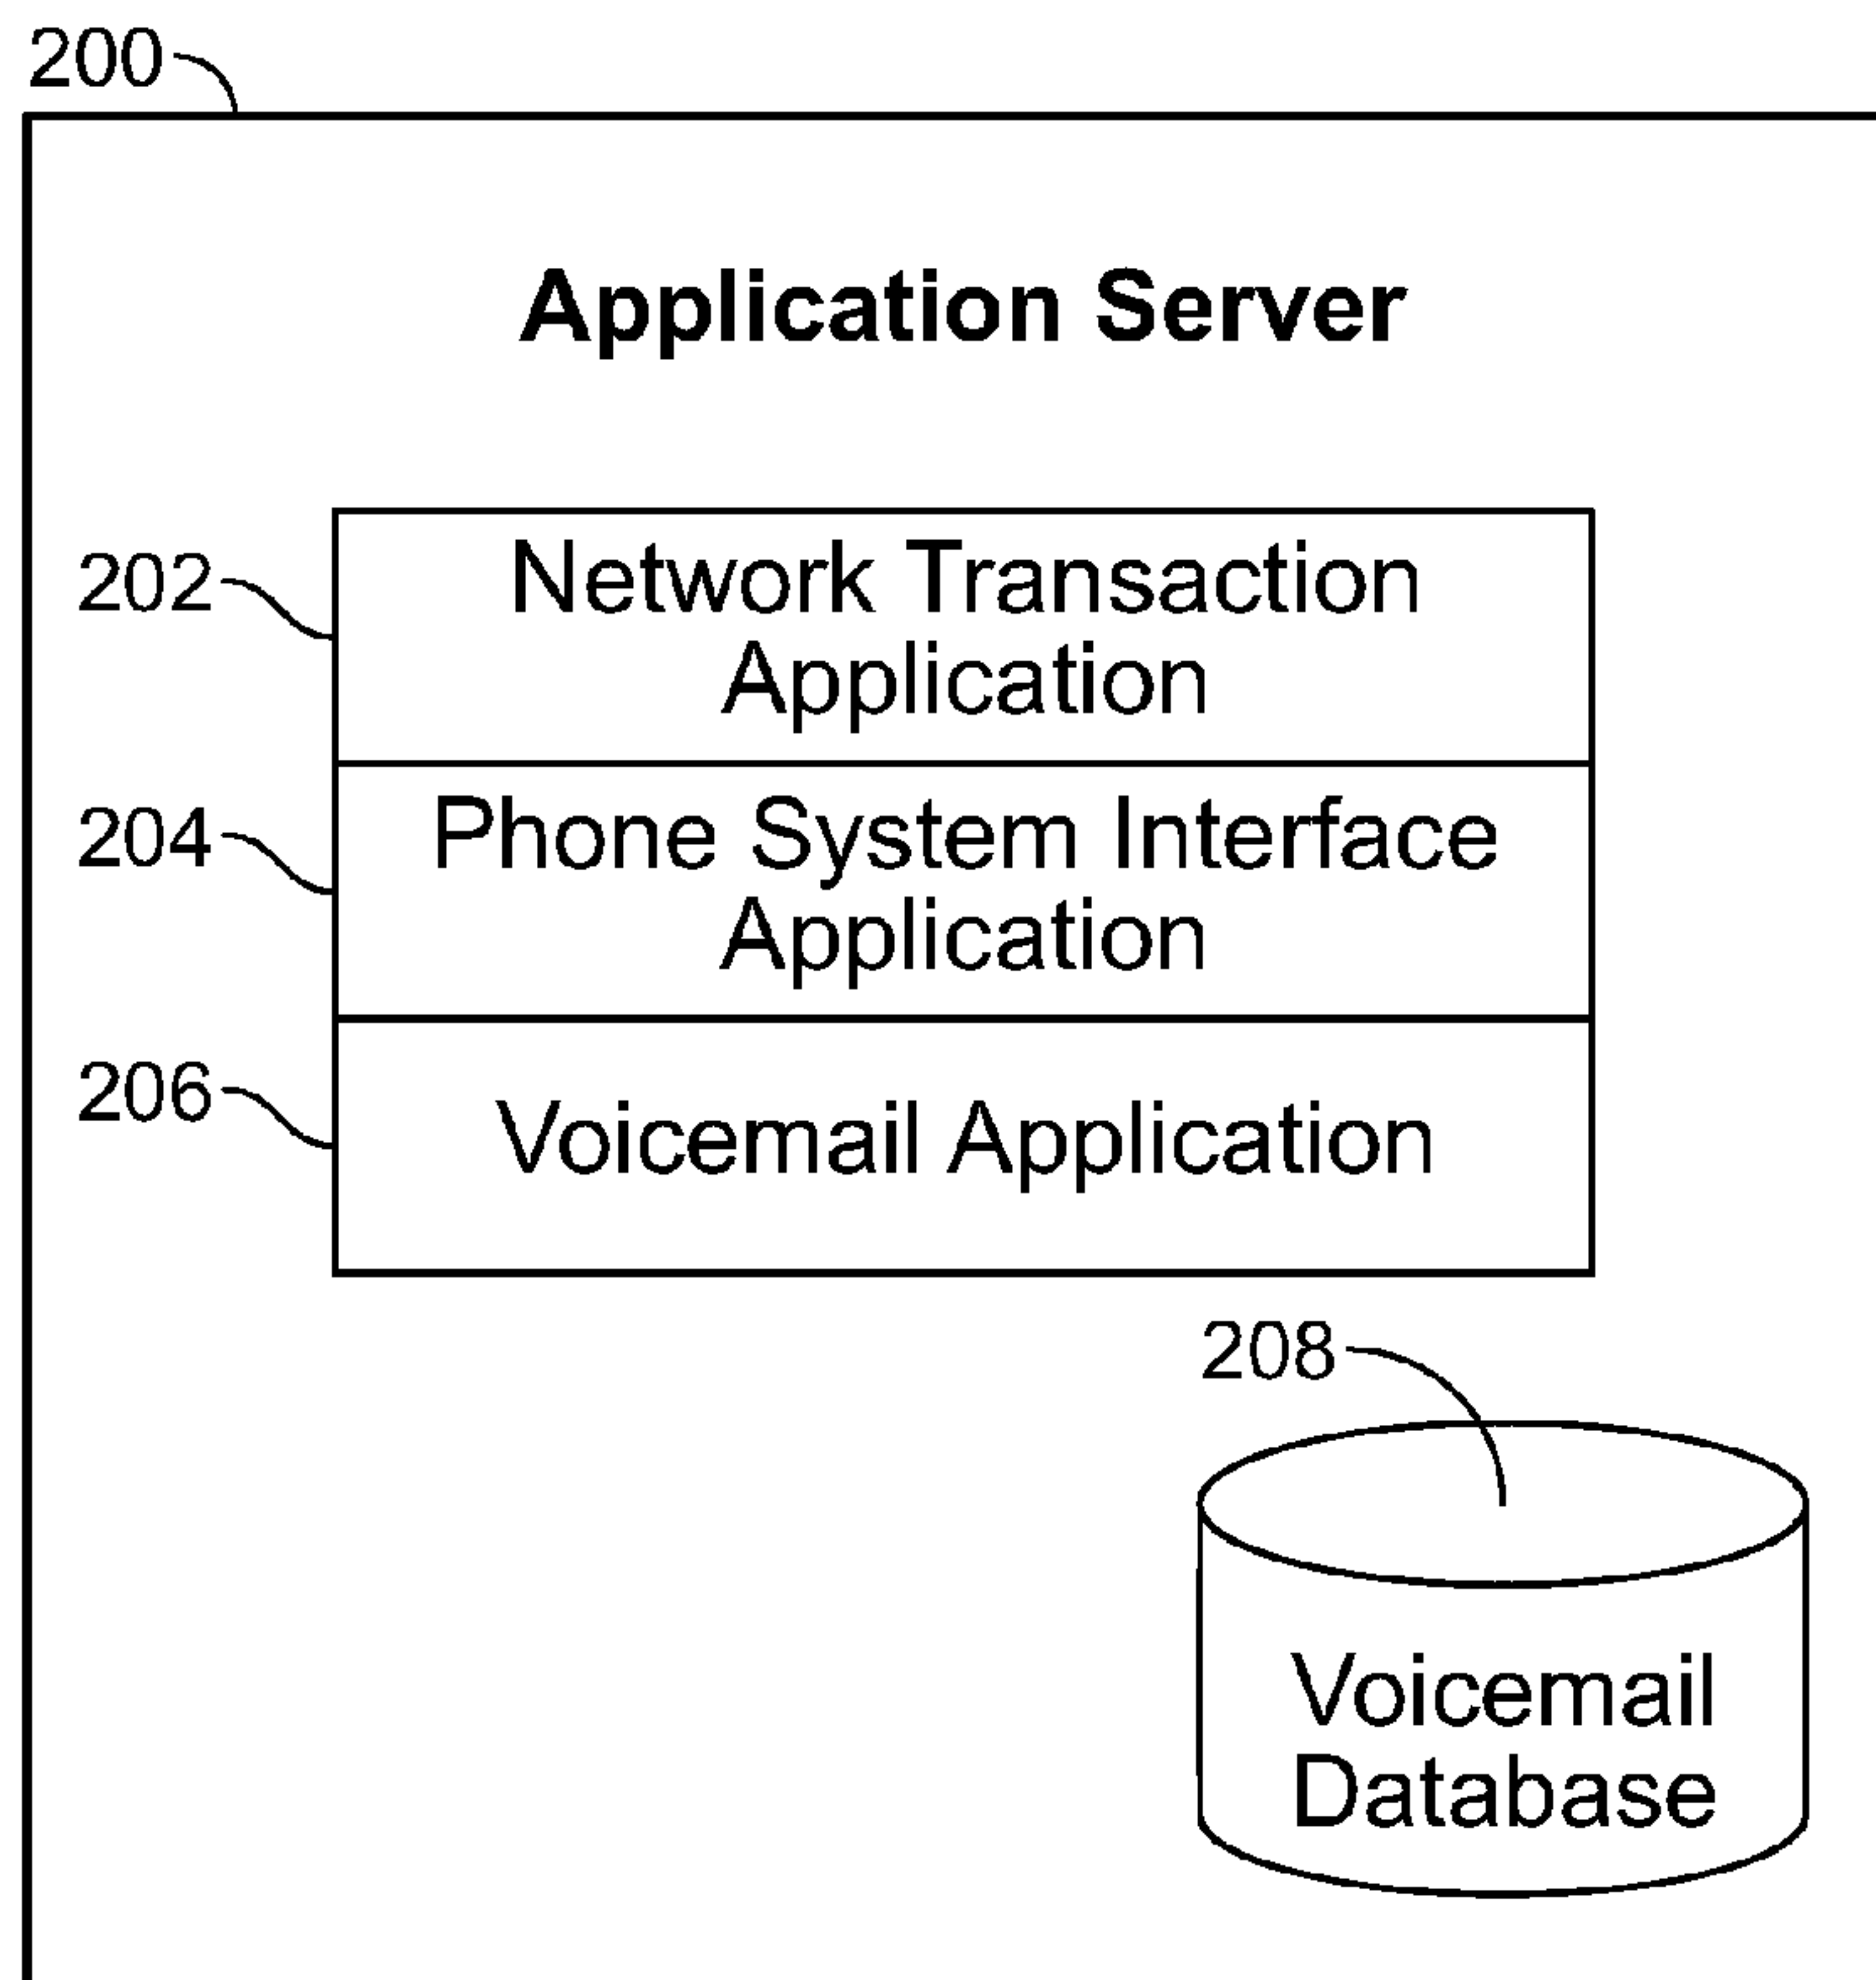 200
Application Server
202
Network Transaction
Application
204
Phone System Interface
Application
206
Voicemail Application
208
Voicemail
Database